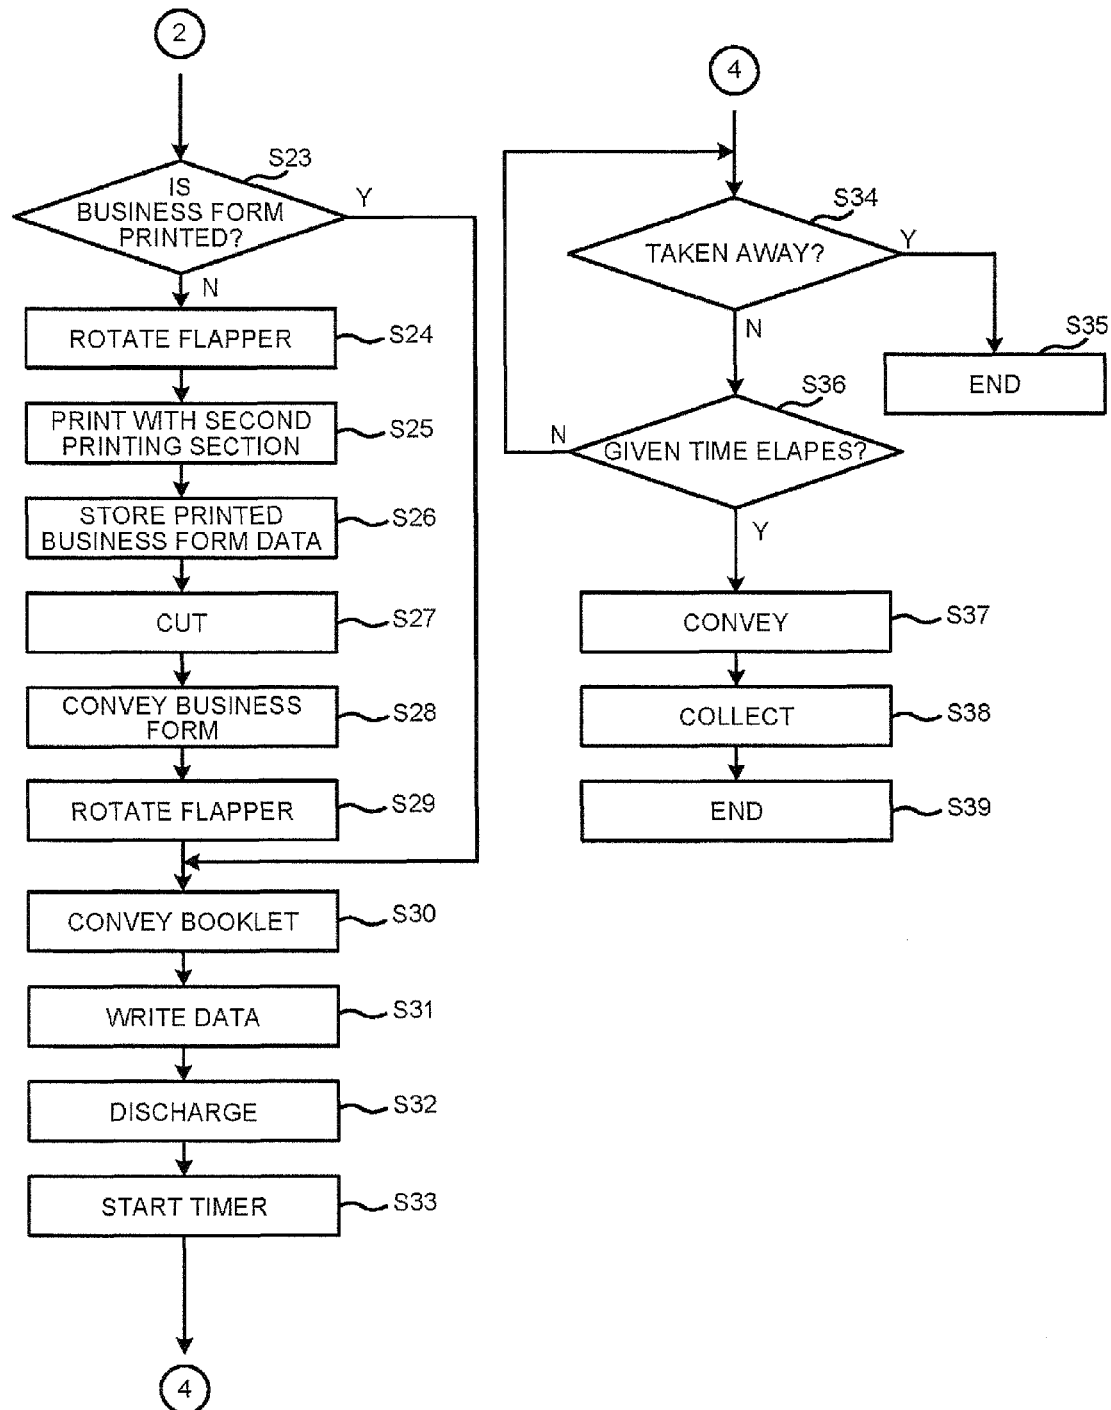 2
S23
IS
BUSINESS FORM
PRINTED?
Y
N
ROTATE FLAPPER
S24
PRINT WITH SECOND
PRINTING SECTION
S25
STORE PRINTED
BUSINESS FORM DATA
S26
CUT
S27
CONVEY BUSINESS
FORM
S28
ROTATE FLAPPER
S29
CONVEY BOOKLET
S30
WRITE DATA
S31
DISCHARGE
S32
START TIMER
S33
4
4
S34
TAKEN AWAY?
Y
N
S35
END
S36
GIVEN TIME ELAPES?
N
Y
CONVEY
S37
COLLECT
S38
END
S39